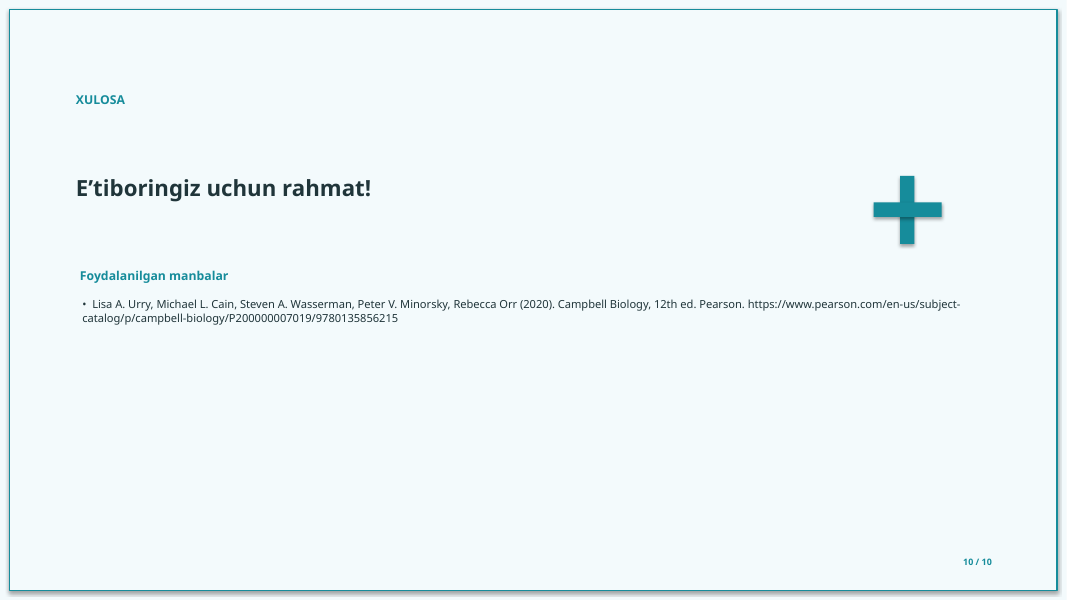 XULOSA
E’tiboringiz uchun rahmat!
Foydalanilgan manbalar
• Lisa A. Urry, Michael L. Cain, Steven A. Wasserman, Peter V. Minorsky, Rebecca Orr (2020). Campbell Biology, 12th ed. Pearson. https://www.pearson.com/en-us/subject-
catalog/p/campbell-biology/P200000007019/9780135856215
10 / 10